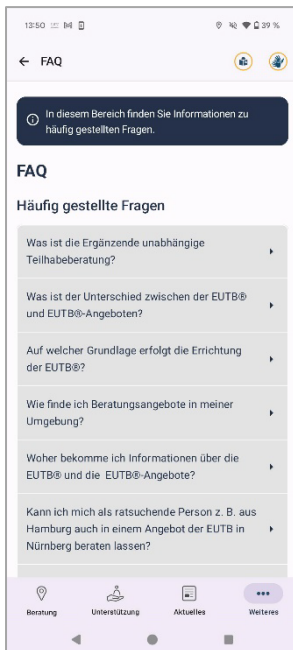 13:50
39 %
FAQ
In diesem Bereich finden Sie Informationen zu
häufig gestellten Fragen.
FAQ
Häufig gestellte Fragen
Was ist die Ergänzende unabhängige
Teilhabeberatung?
Was ist der Unterschied zwischen der EUTB®
und EUTB®-Angeboten?
Auf welcher Grundlage erfolgt die Errichtung
der EUTB®?
Wie finde ich Beratungsangebote in meiner
Umgebung?
Woher bekomme ich Informationen über die
EUTB® und die EUTB®-Angebote?
Kann ich mich als ratsuchende Person z. B. aus
Hamburg auch in einem Angebot der EUTB in
Nürnberg beraten lassen?
Beratung
Unterstützung
Aktuelles
Weiteres